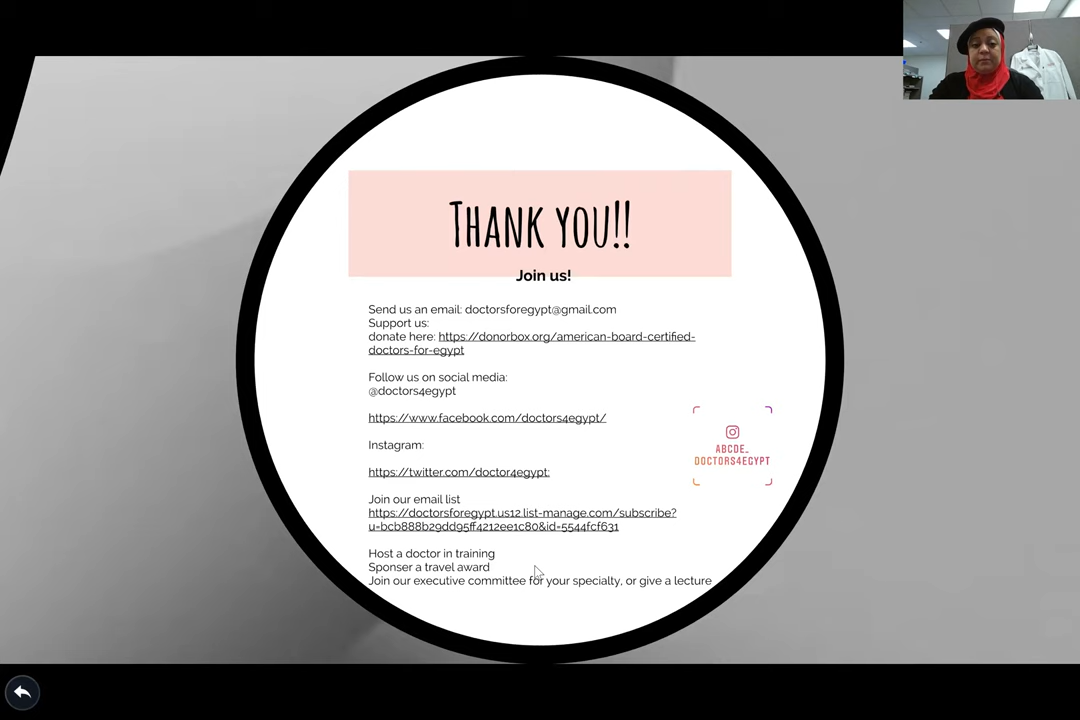 THANK YOU!!
Join us!
Send us an email: doctorsforegypt@gmail.com
Support us:
donate here: https://donorbox.org/american-board-certified-
doctors-for-egypt
Follow us on social media:
@doctors4egypt
https://www.facebook.com/doctors4egypt/
Instagram:
ABCDE_
DOCTORS4EGYPT
https://twitter.com/doctor4egypt:
Join our email list
https://doctorsforegypt.us12.list-manage.com/subscribe?
u=bcb888b29dd95ff4212ee1c80&id=5544fcf631
Host a doctor in training
Sponser a travel award
Join our executive committee for your specialty, or give a lecture